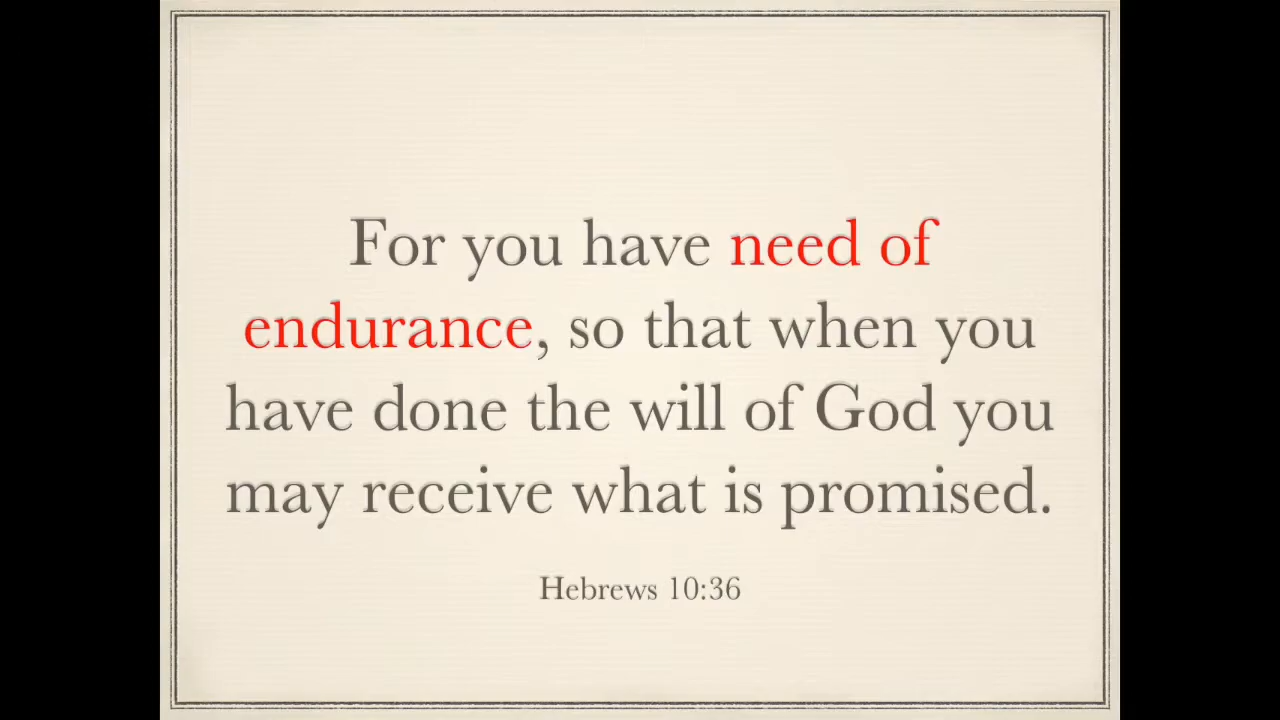 For you have need of
endurance, so that when you
have done the will of God you
may receive what is promised.
Hebrews 10:36